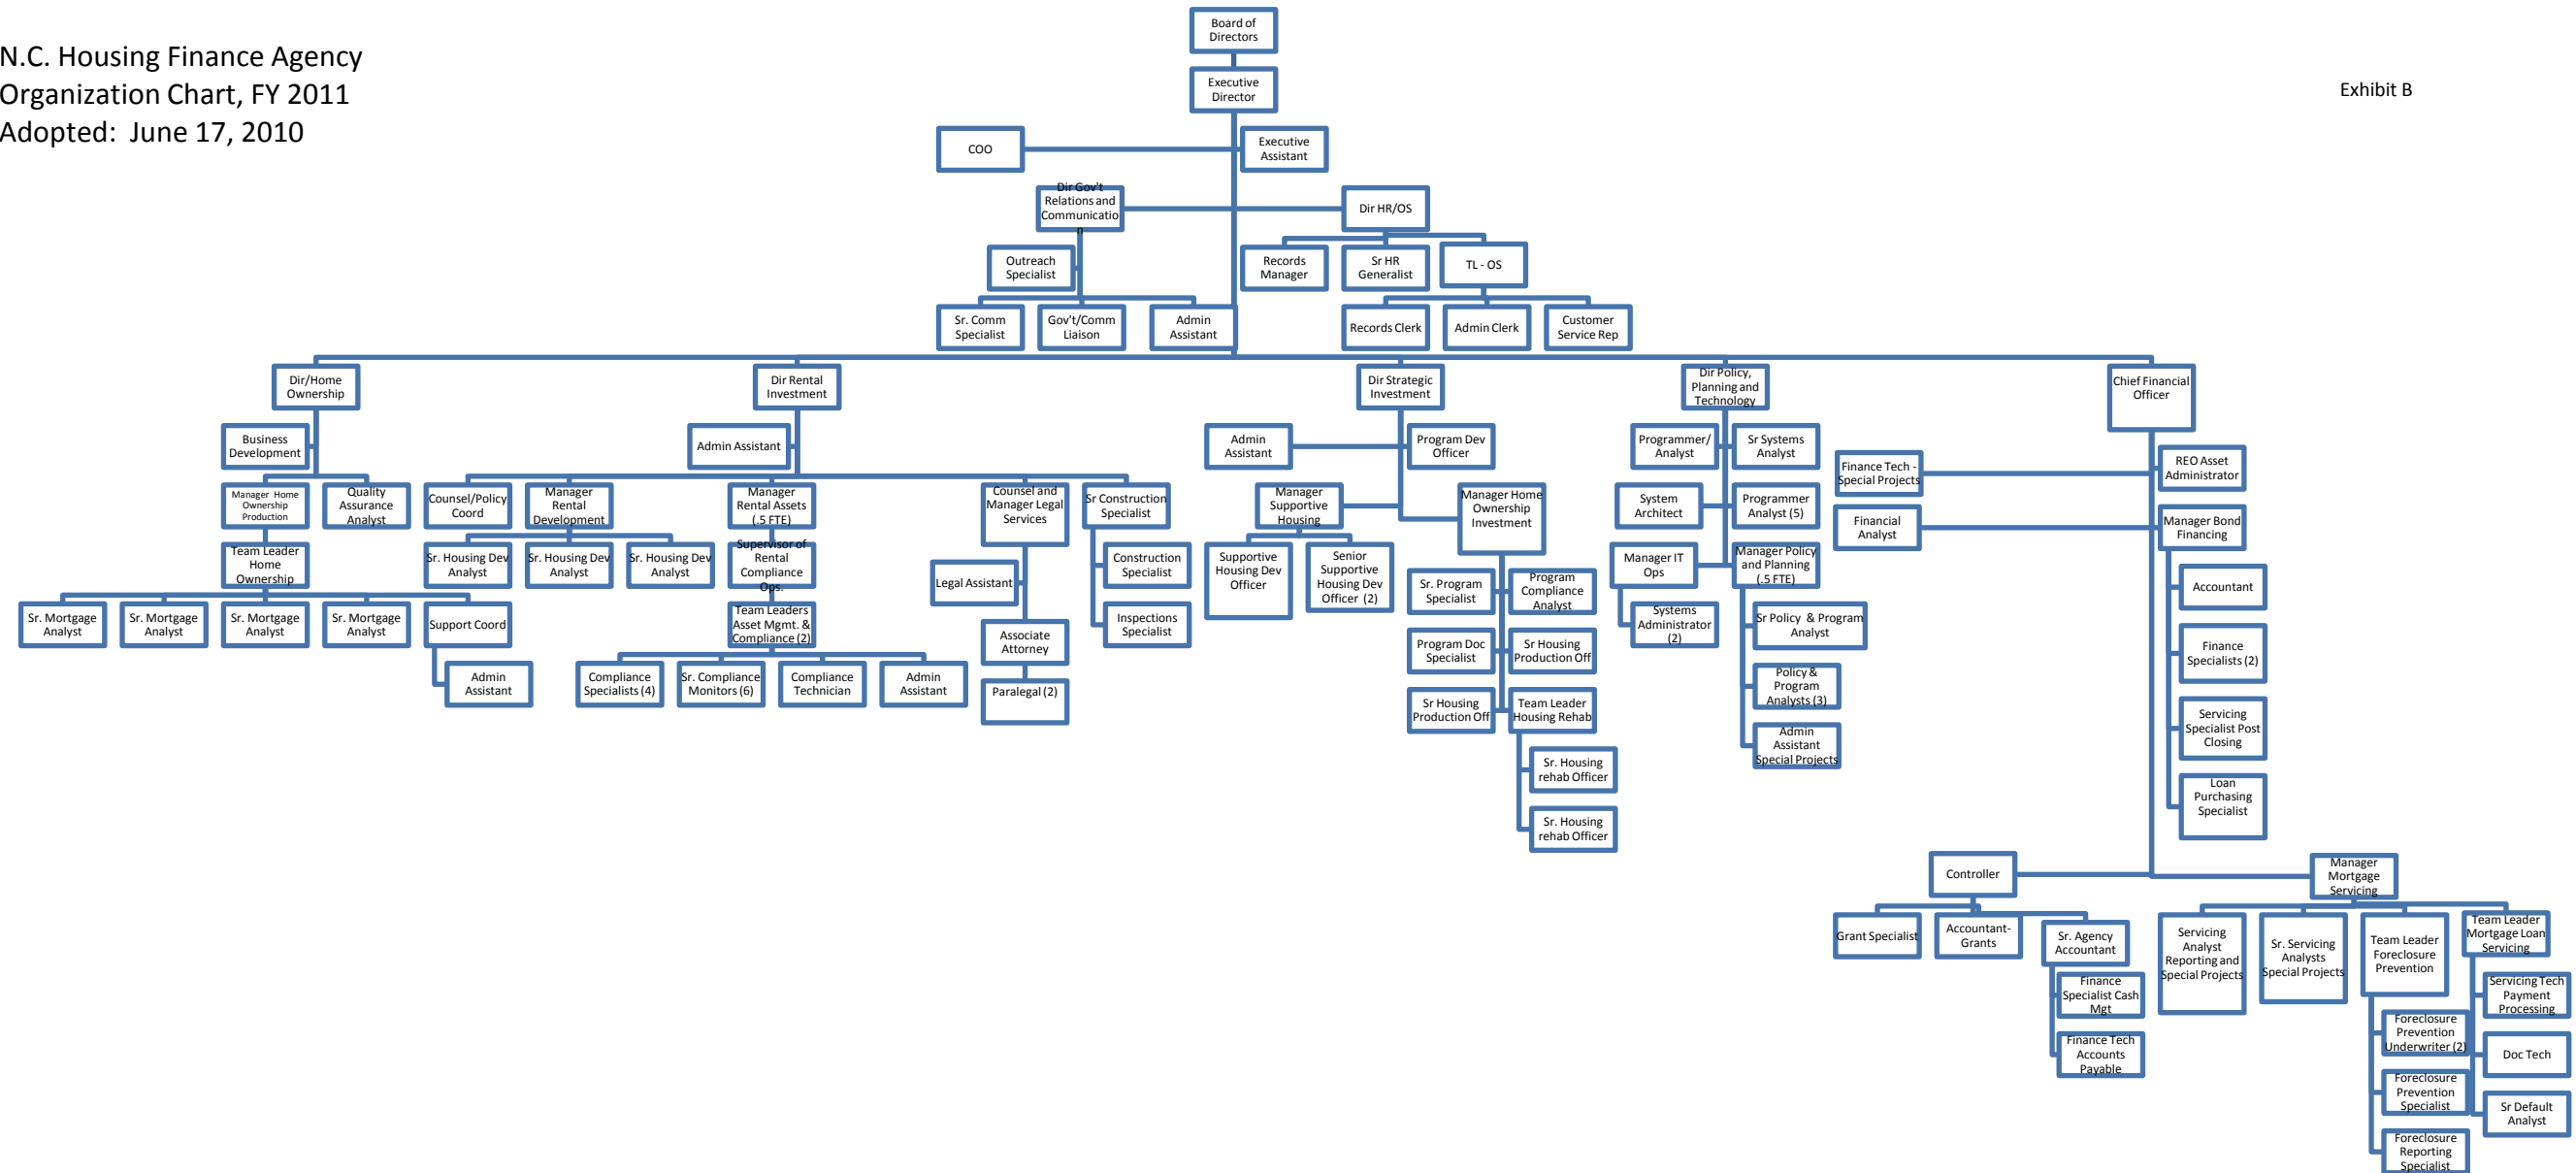 N.C. Housing Finance Agency
Organization Chart, FY 2011
Adopted: June 17, 2010
Exhibit B
Board of
Directors
Executive
Director
COO
Executive
Assistant
Dir Gov't
Relations and
Communicatio
n
Dir HR/OS
Outreach
Specialist
Records
Manager
Sr HR
Generalist
TL - OS
Sr. Comm
Specialist
Gov't/Comm
Liaison
Admin
Assistant
Records Clerk
Admin Clerk
Customer
Service Rep
Dir/Home
Ownership
Dir Rental
Investment
Dir Strategic
Investment
Dir Policy,
Planning and
Technology
Chief Financial
Officer
Business
Development
Manager Home
Ownership
Production
Quality
Assurance
Analyst
Team Leader
Home
Ownership
Sr. Mortgage
Analyst
Sr. Mortgage
Analyst
Sr. Mortgage
Analyst
Sr. Mortgage
Analyst
Support Coord
Admin
Assistant
Admin Assistant
Counsel/Policy
Coord
Manager
Rental
Development
Manager
Rental Assets
(.5 FTE)
Counsel and
Manager Legal
Services
Sr Construction
Specialist
Sr. Housing Dev
Analyst
Sr. Housing Dev
Analyst
Sr. Housing Dev
Analyst
Supervisor of
Rental
Compliance
Ops.
Team Leaders
Asset Mgmt. &
Compliance (2)
Compliance
Specialists (4)
Sr. Compliance
Monitors (6)
Compliance
Technician
Admin
Assistant
Legal Assistant
Associate
Attorney
Paralegal (2)
Construction
Specialist
Inspections
Specialist
Admin
Assistant
Program Dev
Officer
Manager
Supportive
Housing
Manager Home
Ownership
Investment
Supportive
Housing Dev
Officer
Senior
Supportive
Housing Dev
Officer (2)
Sr. Program
Specialist
Program
Compliance
Analyst
Program Doc
Specialist
Sr Housing
Production Off
Sr Housing
Production Off
Team Leader
Housing Rehab
Sr. Housing
rehab Officer
Sr. Housing
rehab Officer
Programmer/
Analyst
Sr Systems
Analyst
System
Architect
Programmer
Analyst (5)
Manager IT
Ops
Manager Policy
and Planning
(.5 FTE)
Systems
Administrator
(2)
Sr Policy & Program
Analyst
Policy &
Program
Analysts (3)
Admin
Assistant
Special Projects
Finance Tech -
Special Projects
REO Asset
Administrator
Financial
Analyst
Manager Bond
Financing
Accountant
Finance
Specialists (2)
Servicing
Specialist Post
Closing
Loan
Purchasing
Specialist
Controller
Manager
Mortgage
Servicing
Grant Specialist
Accountant-
Grants
Sr. Agency
Accountant
Finance
Specialist Cash
Mgt
Finance Tech
Accounts
Payable
Servicing
Analyst
Reporting and
Special Projects
Sr. Servicing
Analysts
Special Projects
Team Leader
Foreclosure
Prevention
Team Leader
Mortgage Loan
Servicing
Foreclosure
Prevention
Underwriter (2)
Foreclosure
Prevention
Specialist
Foreclosure
Reporting
Specialist
Servicing Tech
Payment
Processing
Doc Tech
Sr Default
Analyst